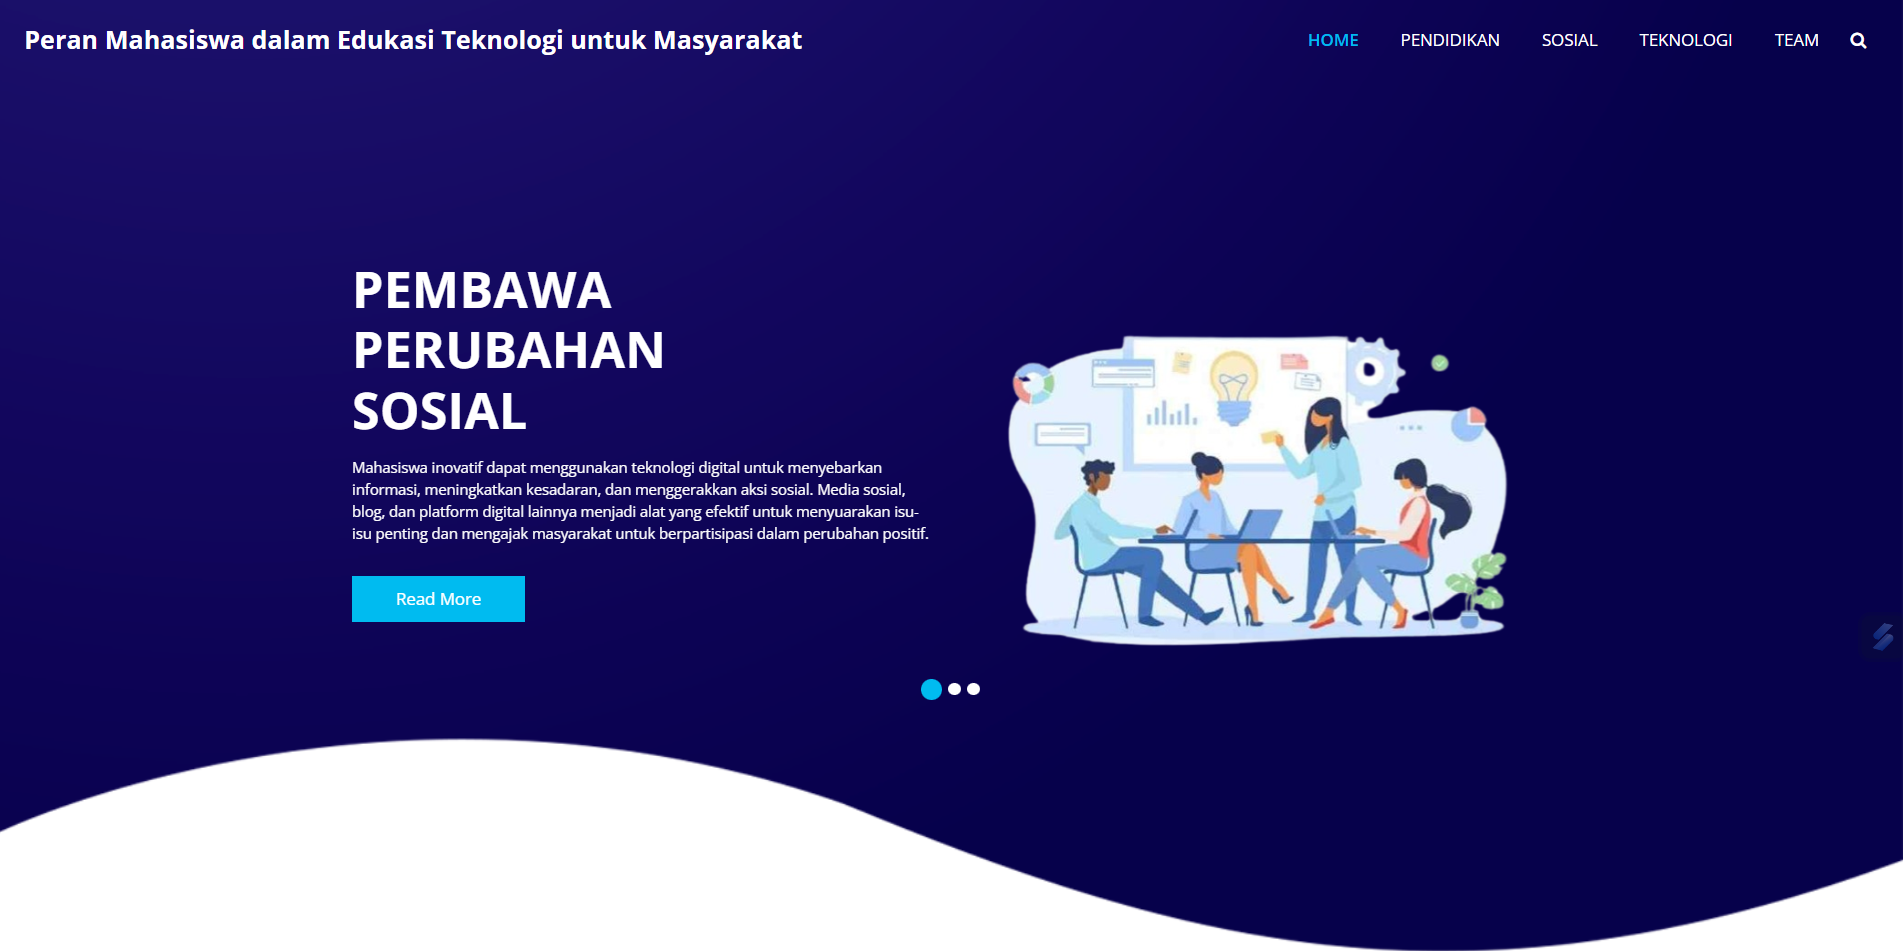 Peran Mahasiswa dalam Edukasi Teknologi untuk Masyarakat
HOME PENDIDIKAN SOSIAL TEKNOLOGI TEAM
PEMBAWA
PERUBAHAN
SOSIAL
Mahasiswa inovatif dapat menggunakan teknologi digital untuk menyebarkan
informasi, meningkatkan kesadaran, dan menggerakkan aksi sosial. Media sosial,
blog, dan platform digital lainnya menjadi alat yang efektif untuk menyuarakan isu-
isu penting dan mengajak masyarakat untuk berpartisipasi dalam perubahan positif.
Read More